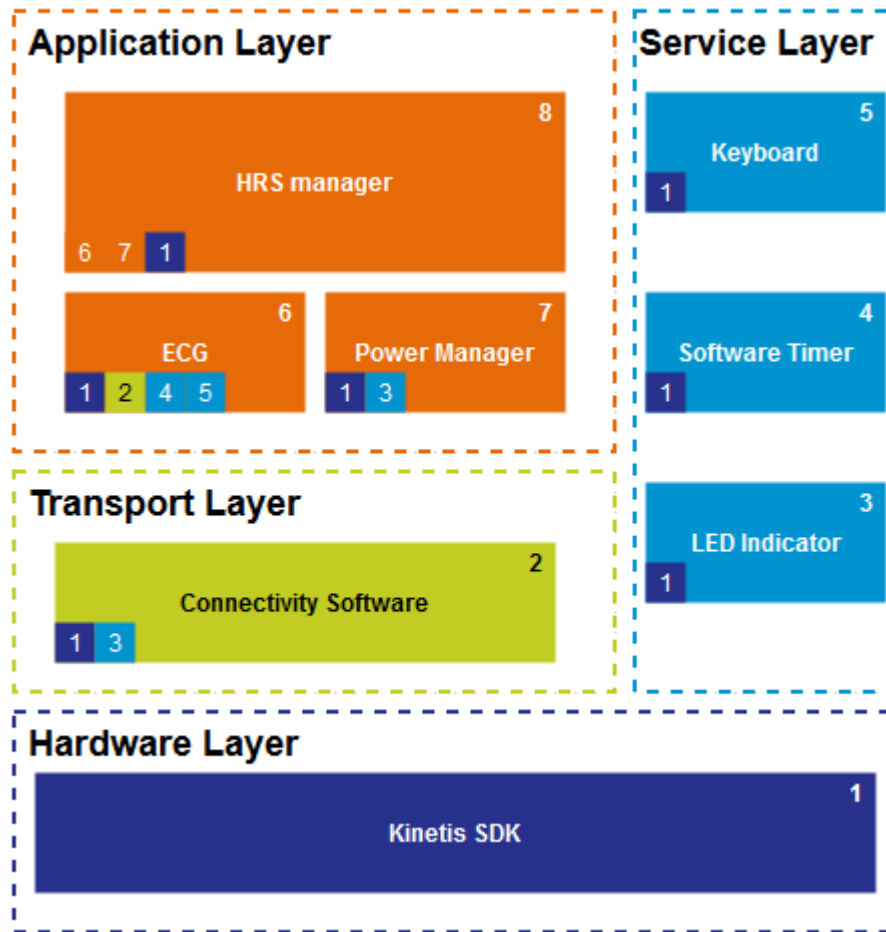 Application Layer
8
HRS manager
6 7 1
6
ECG
1 2 4 5
7
Power Manager
1 3
Service Layer
5
Keyboard
1
4
Software Timer
1
3
LED Indicator
1
Transport Layer
2
Connectivity Software
1 3
Hardware Layer
1
Kinetis SDK